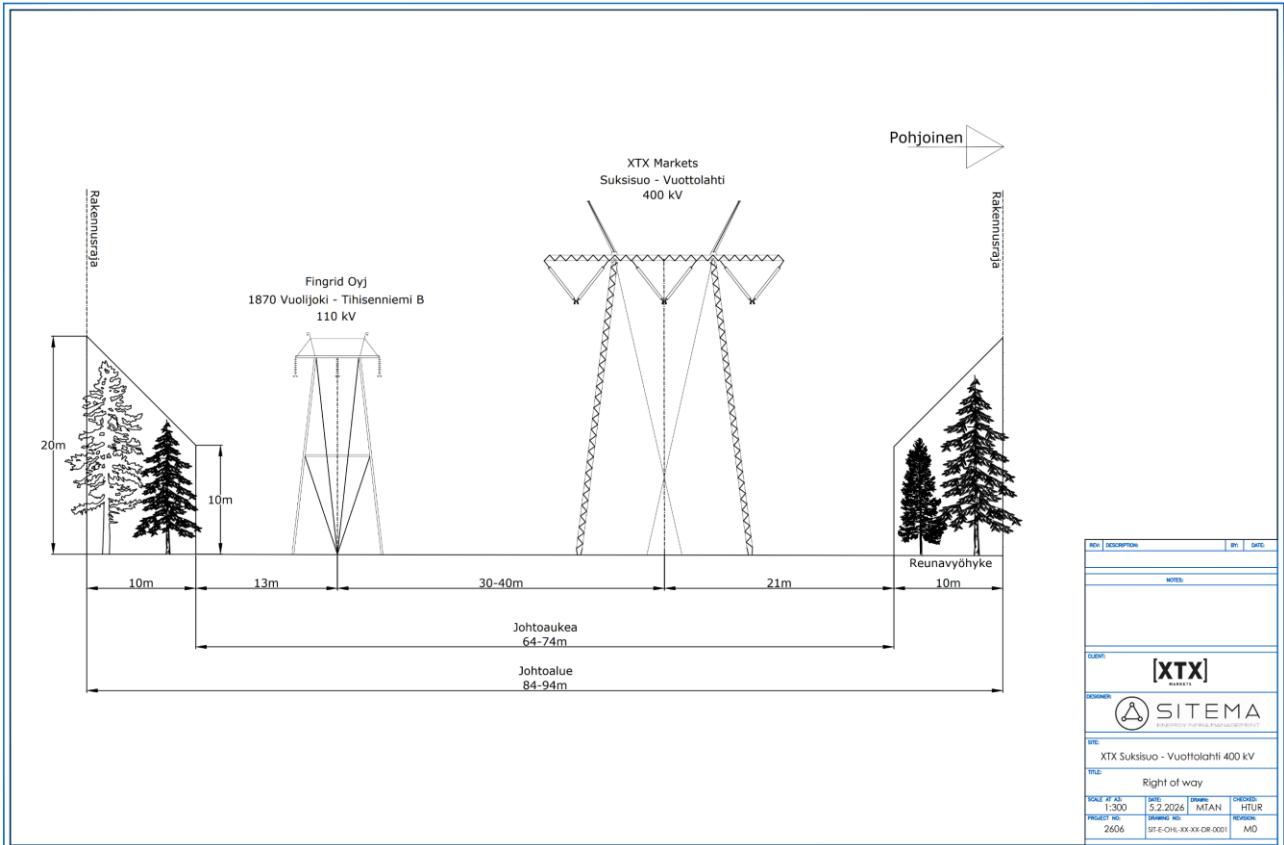 Pohjoinen
XTX Markets
Suksisuo - Vuottolahti
400 kV
Rakennusraja
Rakennusraja
Fingrid Oyj
1870 Vuolijoki - Tihisenniemi B
110 kV
20m
10m
Reunavyöhyke
10m
13m
30-40m
21m
10m
Johtoaukea
64-74m
Johtoalue
84-94m
REV: DESCRIPTION: BY: DATE:
NOTES:
CLIENT:
[XTX]
MARKETS
DESIGNER:
SITEMA
ENERGY INFRA MANAGEMENT
SITE:
XTX Suksisuo - Vuottolahti 400 kV
TITLE:
Right of way
SCALE AT A3: DATE: DRAWN: CHECKED:
1:300 5.2.2026 MTAN HTUR
PROJECT NO: DRAWING NO: REVISION:
2606 SIT-E-OHL-XX-XX-DR-0001 M0